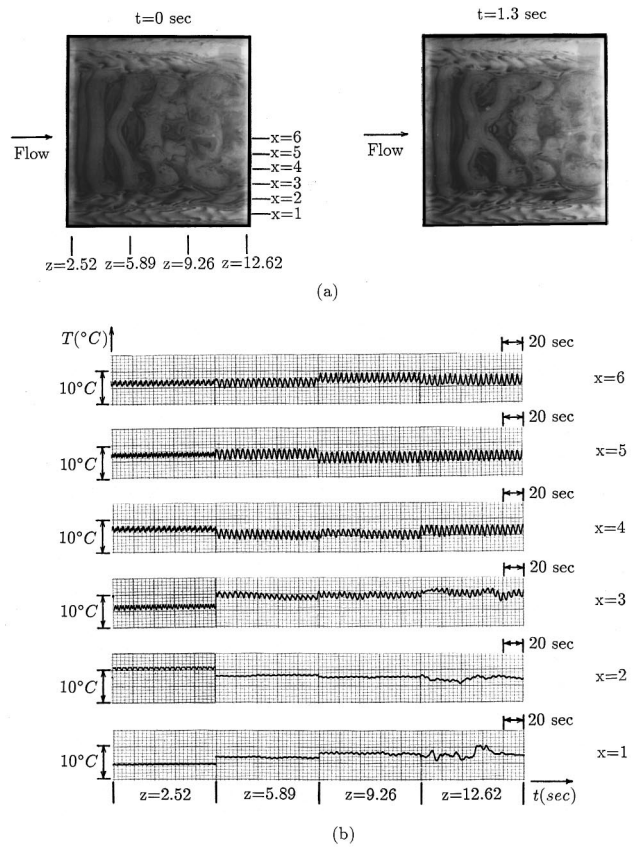 t=0 sec
t=1.3 sec
Flow
x=6
x=5
x=4
x=3
x=2
x=1
Flow
z=2.52 z=5.89 z=9.26 z=12.62
(a)
T(°C)
20 sec
10°C
x=6
20 sec
10°C
x=5
20 sec
10°C
x=4
20 sec
10°C
x=3
20 sec
10°C
x=2
20 sec
10°C
x=1
z=2.52 z=5.89 z=9.26 z=12.62 t(sec)
(b)